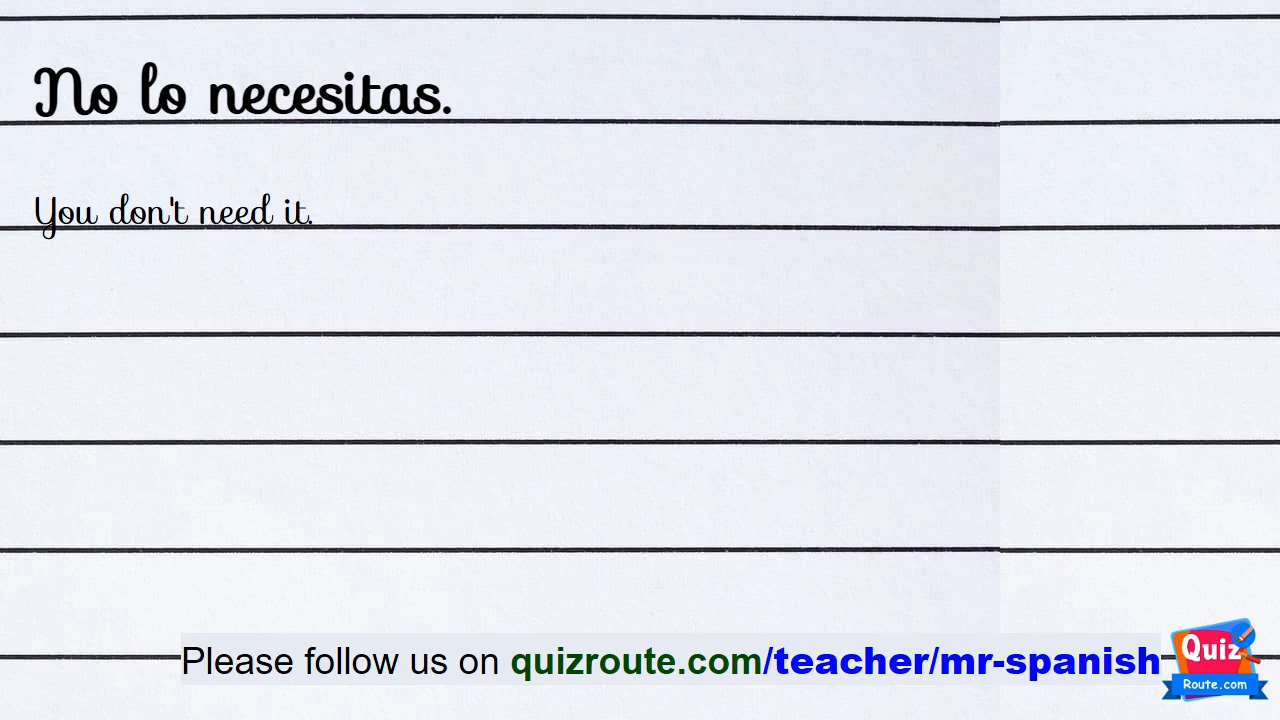 No lo necesitas.
You don't need it.
Please follow us on quizroute.com/teacher/mr-spanish
Quiz
Route.com